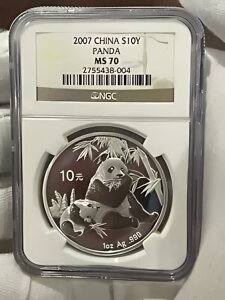 2007 CHINA S10Y
PANDA
MS 70
2755438-004
NGC
10元
1oz Ag .999